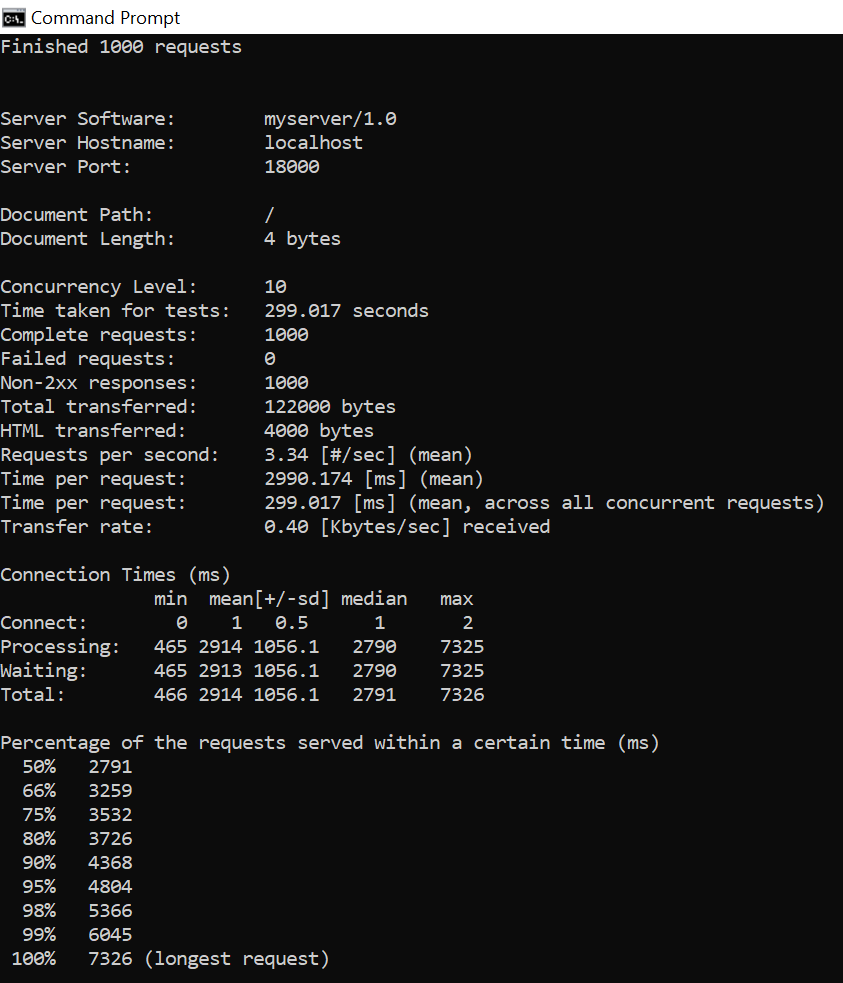 Command Prompt
Finished 1000 requests
Server Software:        myserver/1.0
Server Hostname:        localhost
Server Port:            18000
Document Path:          /
Document Length:        4 bytes
Concurrency Level:      10
Time taken for tests:   299.017 seconds
Complete requests:      1000
Failed requests:        0
Non-2xx responses:      1000
Total transferred:      122000 bytes
HTML transferred:       4000 bytes
Requests per second:    3.34 [#/sec] (mean)
Time per request:       2990.174 [ms] (mean)
Time per request:       299.017 [ms] (mean, across all concurrent requests)
Transfer rate:          0.40 [Kbytes/sec] received
Connection Times (ms)
              min  mean[+/-sd] median   max
Connect:        0    1   0.5      1       2
Processing:   465 2914 1056.1   2790    7325
Waiting:      465 2913 1056.1   2790    7325
Total:        466 2914 1056.1   2791    7326
Percentage of the requests served within a certain time (ms)
  50%   2791
  66%   3259
  75%   3532
  80%   3726
  90%   4368
  95%   4804
  98%   5366
  99%   6045
 100%   7326 (longest request)